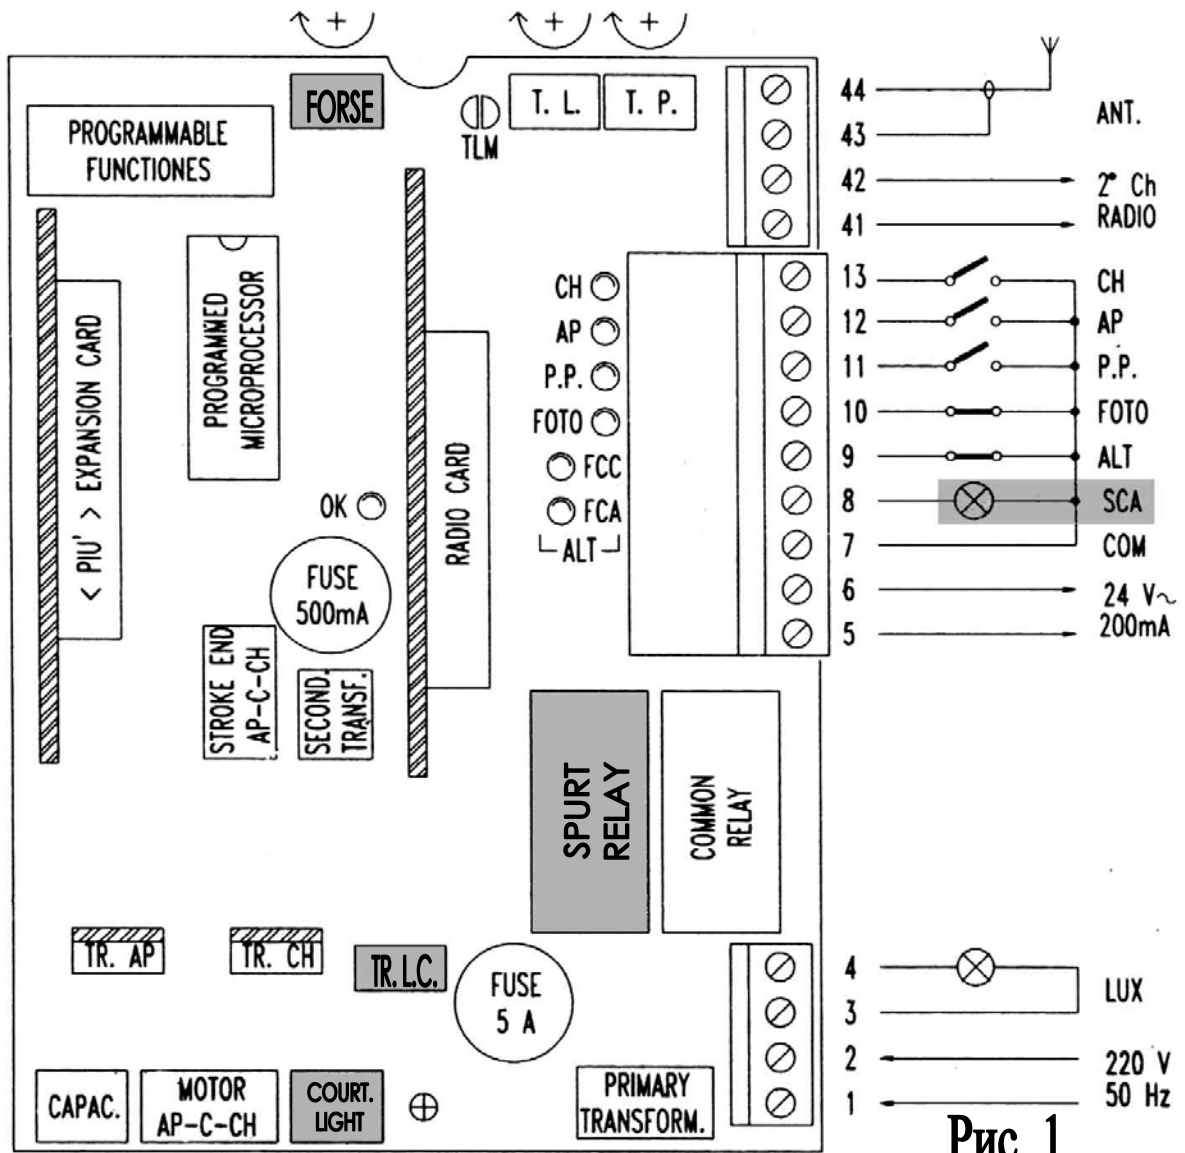 FORSE
T. L.
T. P.
TLM
PROGRAMMABLE
FUNCTIONES
< PIU' > EXPANSION CARD
PROGRAMMED
MICROPROCESSOR
RADIO CARD
OK
FUSE
500mA
STROKE END
AP-C-CH
SECOND.
TRANSF.
CH
AP
P.P.
FOTO
FCC
FCA
ALT
SPURT
RELAY
COMMON
RELAY
TR. AP
TR. CH
TR. L.C.
FUSE
5 A
CAPAC.
MOTOR
AP-C-CH
COURT.
LIGHT
PRIMARY
TRANSFORM.
44
43
ANT.
42
41
2° Ch
RADIO
13 CH
12 AP
11 P.P.
10 FOTO
9 ALT
8 SCA
7 COM
6
5
24 V~
200mA
4
3
LUX
2
1
220 V
50 Hz
Рис. 1